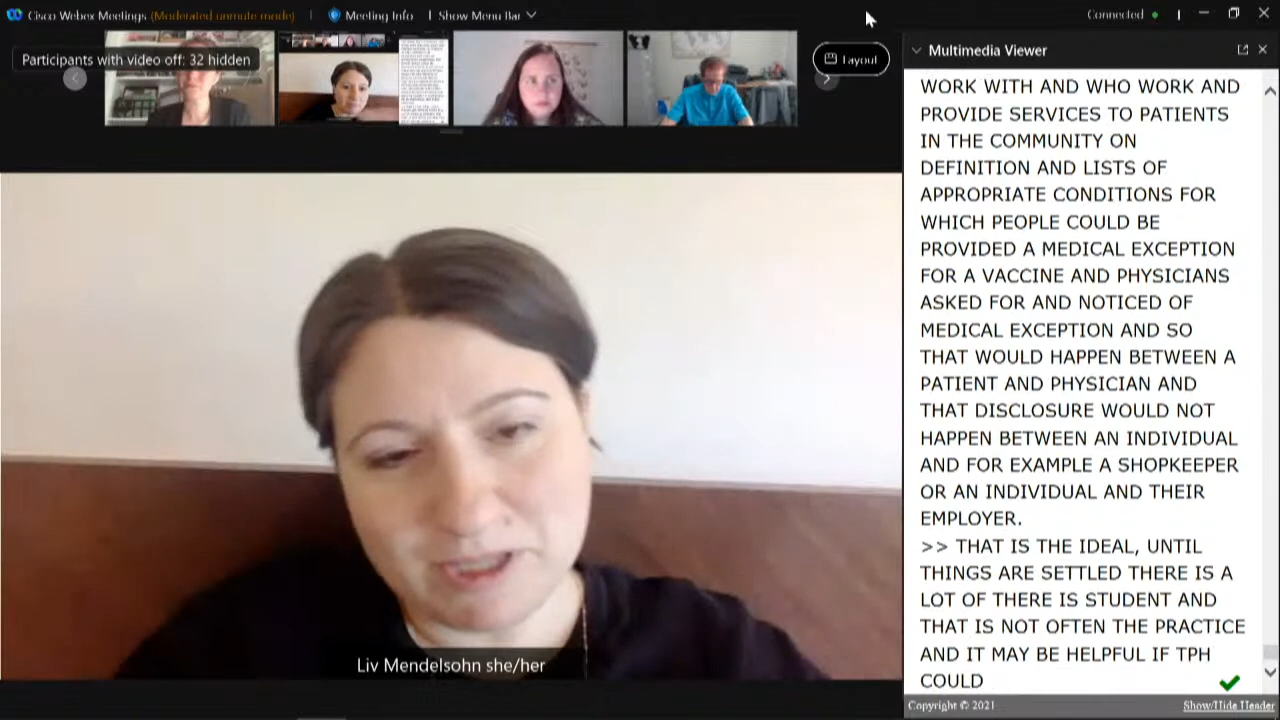 Cisco Webex Meetings (Moderated unmute mode) | Meeting Info | Show Menu Bar
Connected
Participants with video off: 32 hidden
Layout
Liv Mendelsohn she/her
Multimedia Viewer
WORK WITH AND WHO WORK AND
PROVIDE SERVICES TO PATIENTS
IN THE COMMUNITY ON
DEFINITION AND LISTS OF
APPROPRIATE CONDITIONS FOR
WHICH PEOPLE COULD BE
PROVIDED A MEDICAL EXCEPTION
FOR A VACCINE AND PHYSICIANS
ASKED FOR AND NOTICED OF
MEDICAL EXCEPTION AND SO
THAT WOULD HAPPEN BETWEEN A
PATIENT AND PHYSICIAN AND
THAT DISCLOSURE WOULD NOT
HAPPEN BETWEEN AN INDIVIDUAL
AND FOR EXAMPLE A SHOPKEEPER
OR AN INDIVIDUAL AND THEIR
EMPLOYER.
>> THAT IS THE IDEAL, UNTIL
THINGS ARE SETTLED THERE IS A
LOT OF THERE IS STUDENT AND
THAT IS NOT OFTEN THE PRACTICE
AND IT MAY BE HELPFUL IF TPH
COULD
Copyright © 2021
Show/Hide Header